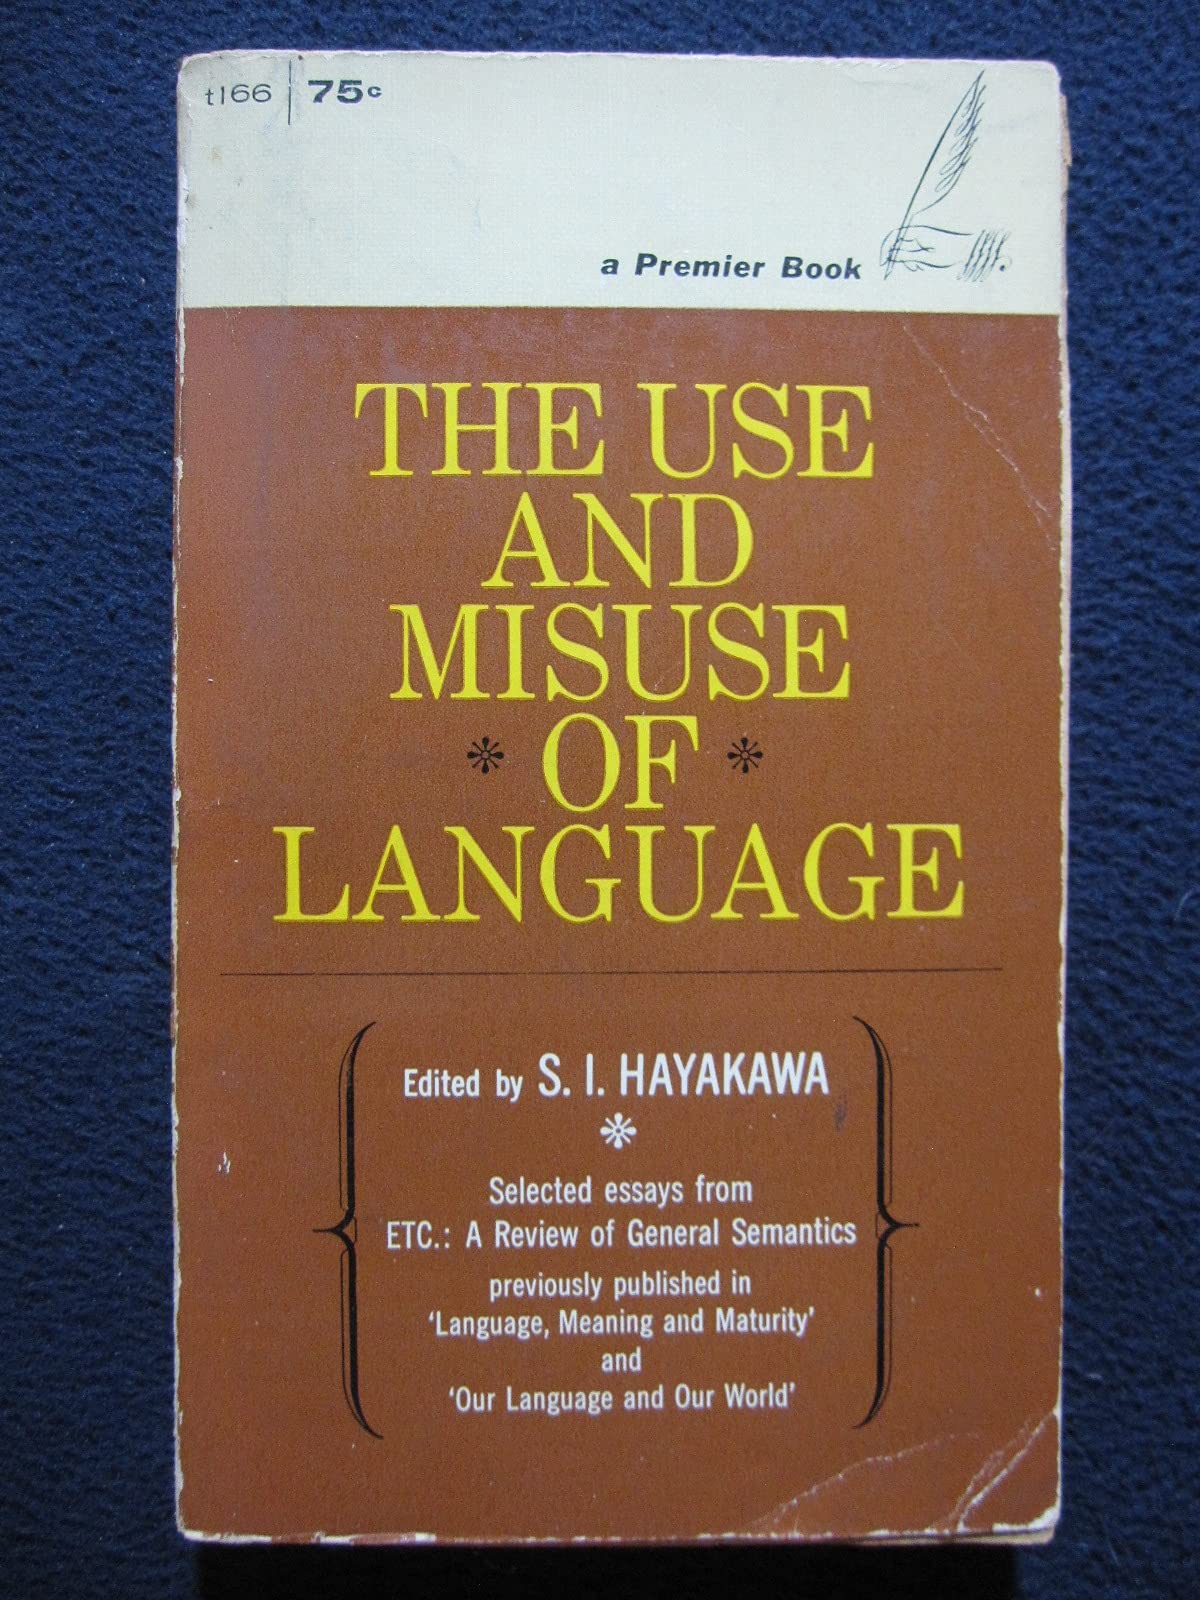 t166 | 75c
a Premier Book
THE USE
AND
MISUSE
OF
LANGUAGE
Edited by S. I. HAYAKAWA
Selected essays from
ETC.: A Review of General Semantics
previously published in
‘Language, Meaning and Maturity’
and
‘Our Language and Our World’